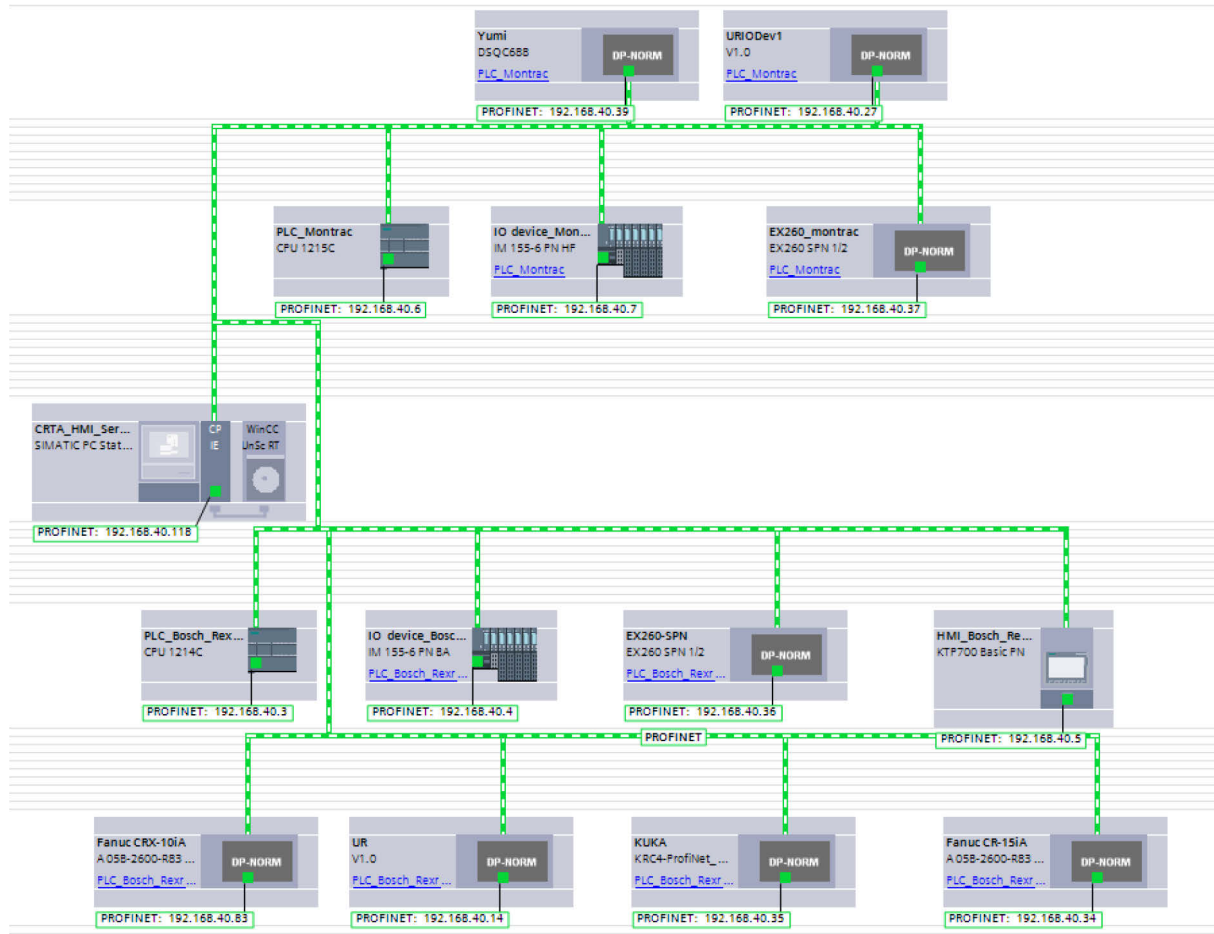 Yumi
DSQC688
DP-NORM
PLC_Montrac
PROFINET: 192.168.40.39
URIODev1
V1.0
DP-NORM
PLC_Montrac
PROFINET: 192.168.40.27
PLC_Montrac
CPU 1215C
PROFINET: 192.168.40.6
IO device_Mon...
IM 155-6 PN HF
PLC_Montrac
PROFINET: 192.168.40.7
EX260_montrac
EX260 SPN 1/2
DP-NORM
PLC_Montrac
PROFINET: 192.168.40.37
CRTA_HMI_Ser...
SIMATIC PC Stat...
CP
IE
WinCC
UnSc RT
PROFINET: 192.168.40.118
PLC_Bosch_Rex...
CPU 1214C
PROFINET: 192.168.40.3
IO device_Bosc...
IM 155-6 PN BA
PLC_Bosch_Rexr...
PROFINET: 192.168.40.4
EX260-SPN
EX260 SPN 1/2
DP-NORM
PLC_Bosch_Rexr...
PROFINET: 192.168.40.36
HMI_Bosch_Re...
KTP700 Basic PN
PROFINET: 192.168.40.5
PROFINET
Fanuc CRX-10iA
A05B-2600-R83 ...
DP-NORM
PLC_Bosch_Rexr...
PROFINET: 192.168.40.83
UR
V1.0
DP-NORM
PLC_Bosch_Rexr...
PROFINET: 192.168.40.14
KUKA
KRC4-ProfiNet_...
DP-NORM
PLC_Bosch_Rexr...
PROFINET: 192.168.40.35
Fanuc CR-15iA
A05B-2600-R83 ...
DP-NORM
PLC_Bosch_Rexr...
PROFINET: 192.168.40.34